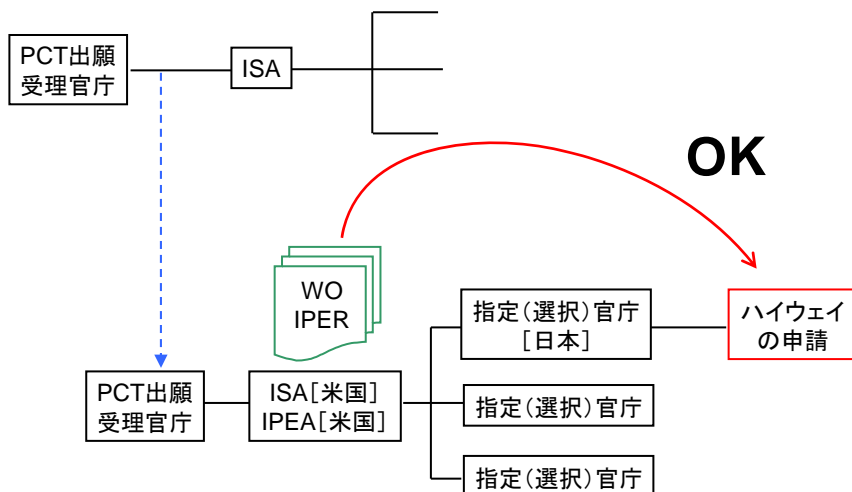 PCT出願
受理官庁
ISA
OK
WO
IPER
指定(選択)官庁
[日本]
ハイウェイ
の申請
PCT出願
受理官庁
ISA[米国]
IPEA[米国]
指定(選択)官庁
指定(選択)官庁